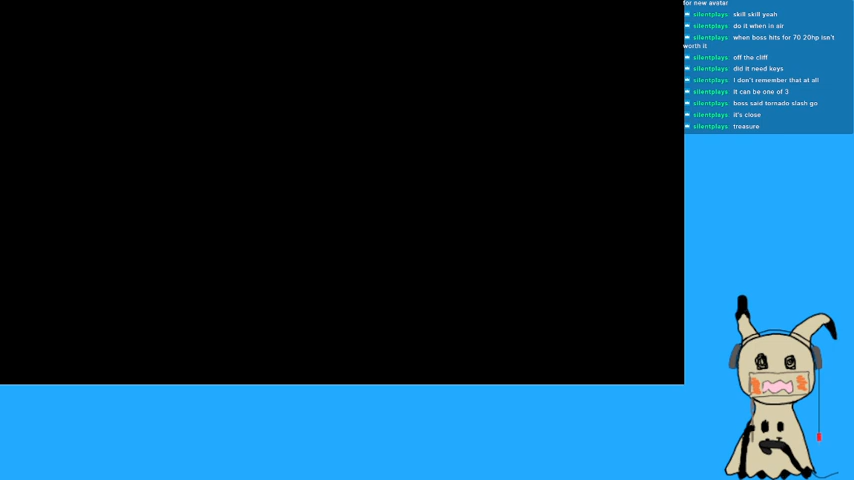 for new avatar
silentplays skill skill yeah
silentplays do it when in air
silentplays when boss hits for 70 20hp isn't
worth it
silentplays off the cliff
silentplays did it need keys
silentplays I don't remember that at all
silentplays it can be one of 3
silentplays boss said tornado slash go
silentplays it's close
silentplays treasure